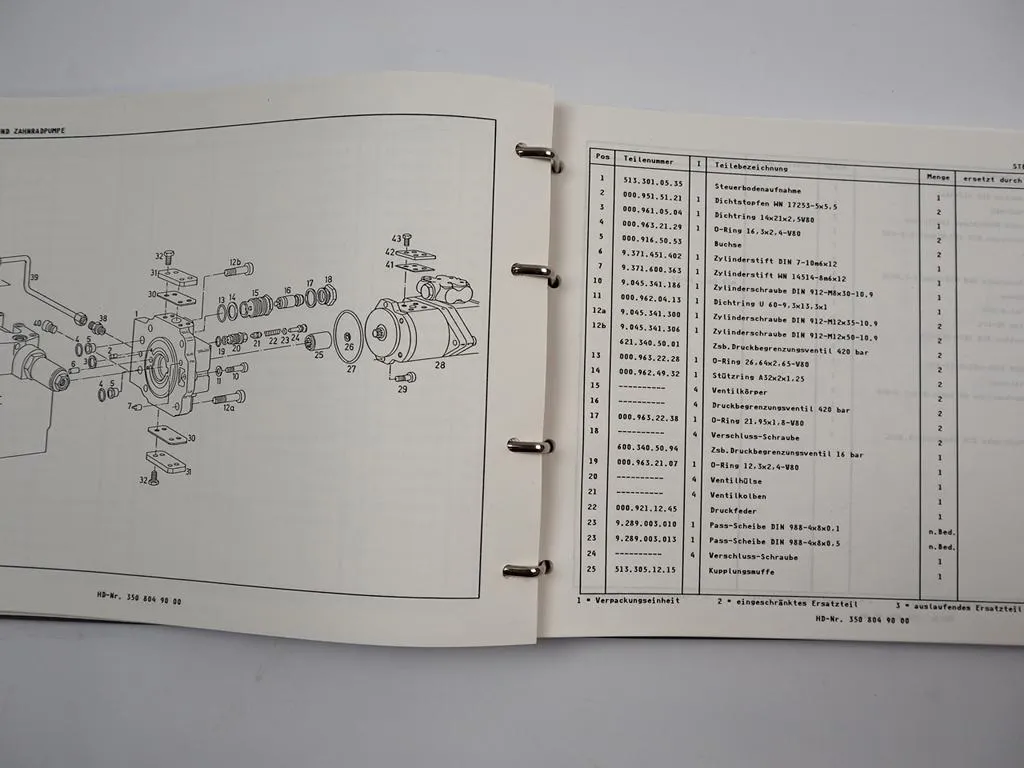 ND ZAHNRADPUMPE
32
31
30
12b
13
14
15
16
17
18
43
42
41
39
40
38
1
4
5
2
3
6
4
5
7
19
20
21
22
23
24
25
26
27
28
29
11
10
12a
30
31
32
HD-Nr. 350 804 90 00
STE
Pos Teilenummer I Teilebezeichnung Menge ersetzt durch
1 513.301.05.35 Steuerbodenaufnahme 1
2 000.951.31.21 1 Dichtstopfen WN 17253-5x5,5 2
3 000.961.05.04 1 Dichtring 14x21x2,5V80 2
4 000.963.21.29 1 O-Ring 16,3x2,4-V80 2
5 000.916.50.53 Buchse 2
6 9.371.451.402 1 Zylinderstift DIN 7-10m6x12 1
7 9.371.600.363 1 Zylinderstift WN 14514-8m6x12 1
10 9.045.341.186 1 Zylinderschraube DIN 912-M8x30-10.9 2
11 000.962.04.13 1 Dichtring U 60-9,3x13,3x1 2
12a 9.045.341.300 1 Zylinderschraube DIN 912-M12x35-10.9 2
12b 9.045.341.306 1 Zylinderschraube DIN 912-M12x50-10.9 2
621.340.50.01 Zsb.Druckbegrenzungsventil 420 bar 2
13 000.963.22.28 1 O-Ring 26,64x2,65-V80 2
14 000.962.49.32 1 Stützring A32x2x1,25 2
15 ---------- 4 Ventilkörper 2
16 ---------- 4 Druckbegrenzungsventil 420 bar 2
17 000.963.22.38 1 O-Ring 21,95x1,8-V80 2
18 ---------- 4 Verschluss-Schraube 2
600.340.50.94 Zsb.Druckbegrenzungsventil 16 bar 1
19 000.963.21.07 1 O-Ring 12,3x2,4-V80 1
20 ---------- 4 Ventilhülse 1
21 ---------- 4 Ventilkolben 1
22 000.921.12.45 Druckfeder 1
23 9.289.003.010 1 Pass-Scheibe DIN 988-4x8x0.1 n.Bed.
23 9.289.003.013 1 Pass-Scheibe DIN 988-4x8x0.5 n.Bed.
24 ---------- 4 Verschluss-Schraube 1
25 513.305.12.15 Kupplungsmuffe 1
1 = Verpackungseinheit 2 = eingeschränktes Ersatzteil 3 = auslaufendes Ersatzteil
HD-Nr. 350 804 90 00